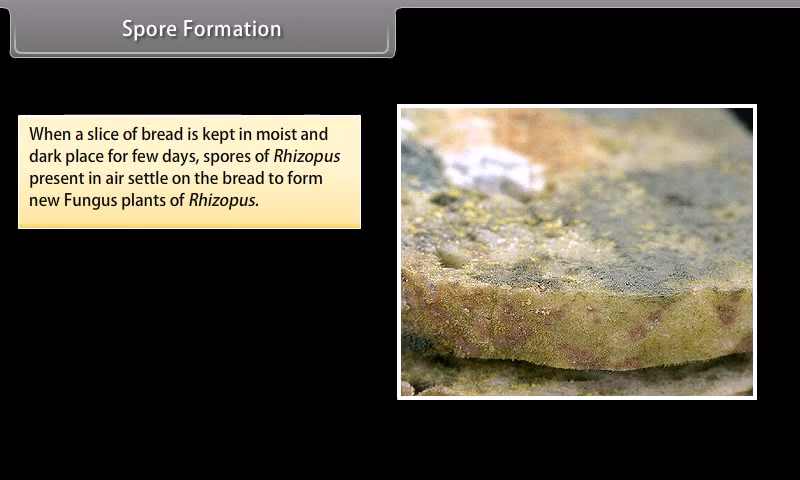 Spore Formation
When a slice of bread is kept in moist and
dark place for few days, spores of Rhizopus
present in air settle on the bread to form
new Fungus plants of Rhizopus.